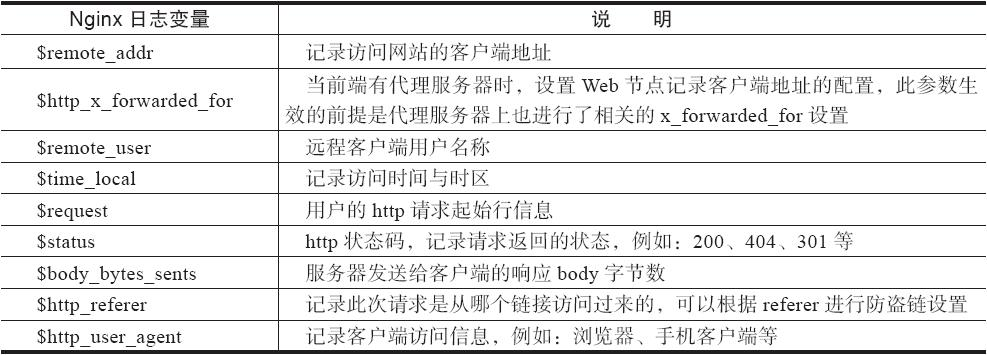 Nginx 日志变量 说 明
$remote_addr 记录访问网站的客户端地址
$http_x_forwarded_for 当前端有代理服务器时，设置 Web 节点记录客户端地址的配置，此参数生
效的前提是代理服务器上也进行了相关的 x_forwarded_for 设置
$remote_user 远程客户端用户名称
$time_local 记录访问时间与时区
$request 用户的 http 请求起始行信息
$status http 状态码，记录请求返回的状态，例如：200、404、301 等
$body_bytes_sents 服务器发送给客户端的响应 body 字节数
$http_referer 记录此次请求是从哪个链接访问过来的，可以根据 referer 进行防盗链设置
$http_user_agent 记录客户端访问信息，例如：浏览器、手机客户端等